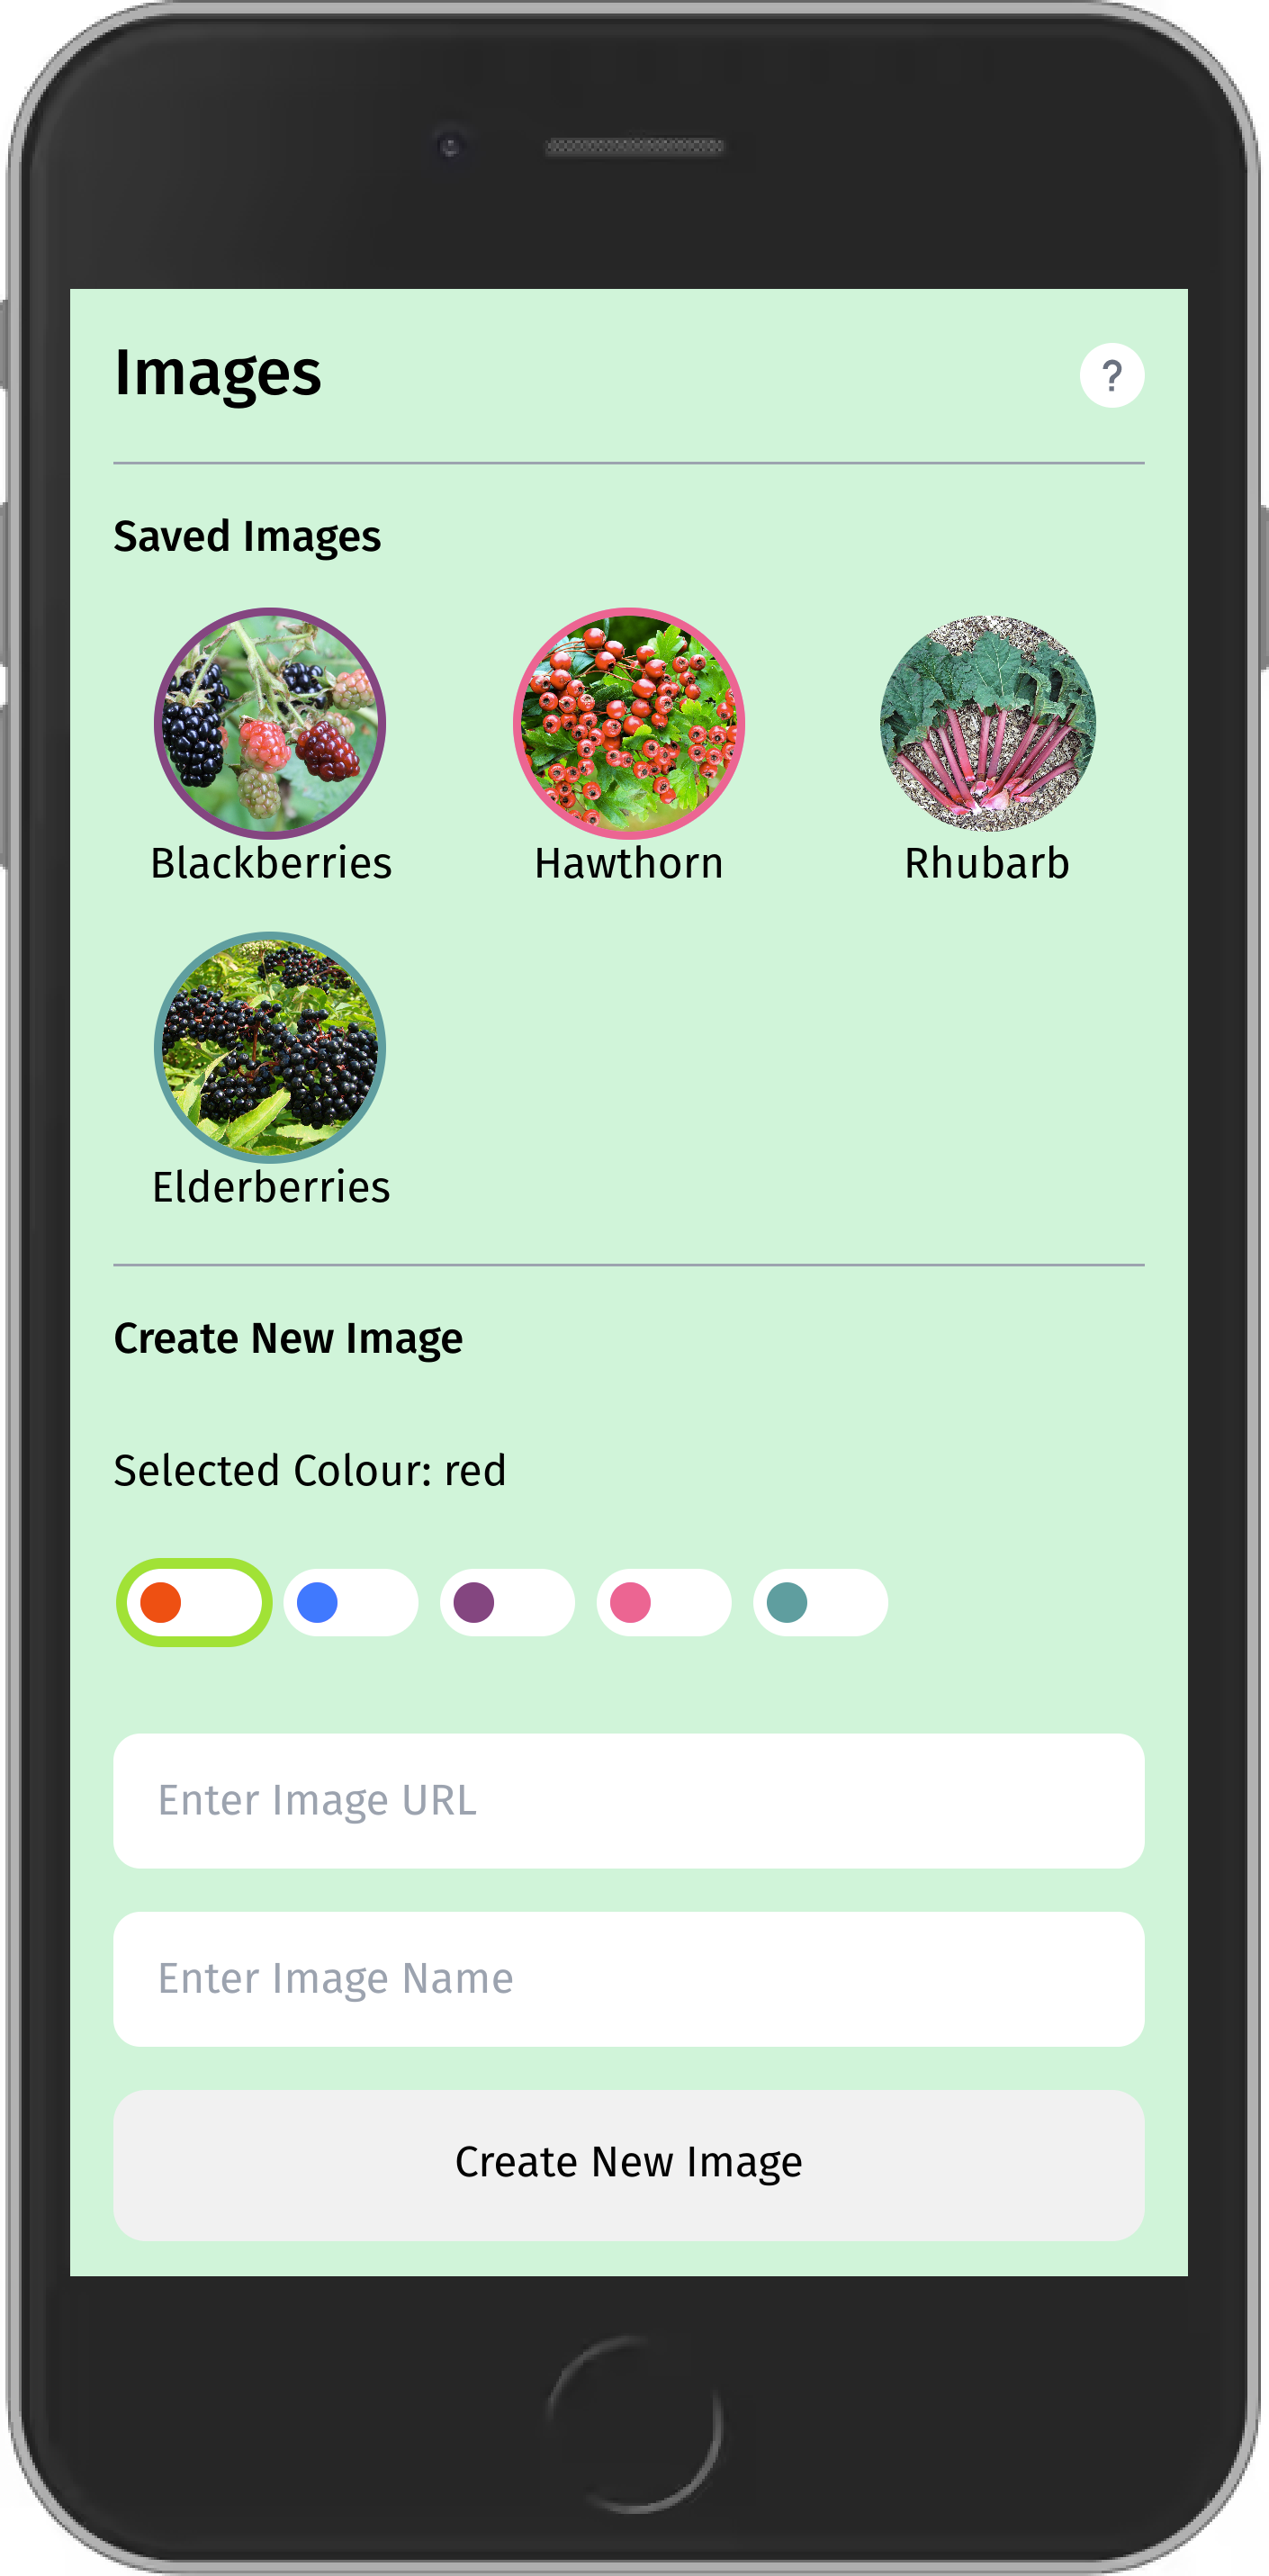 Images
?
Saved Images
Blackberries
Hawthorn
Rhubarb
Elderberries
Create New Image
Selected Colour: red
Enter Image URL
Enter Image Name
Create New Image